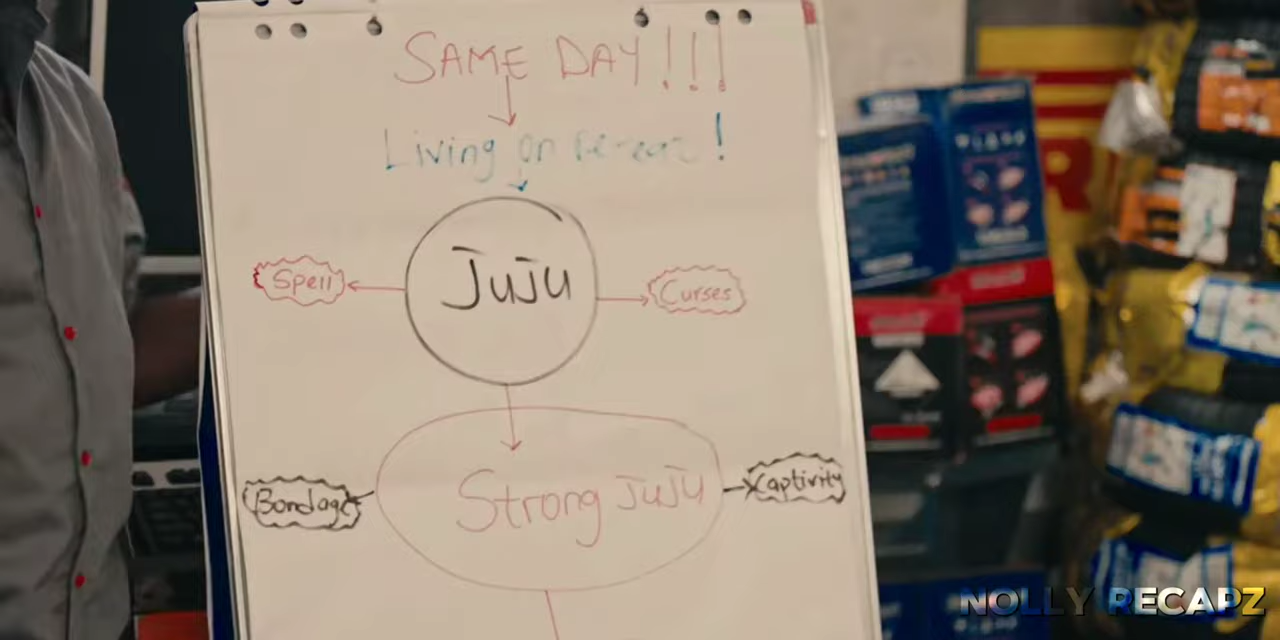 SAME DAY!!!
Living on
JuJu
Spell
Curses
Strong JuJu
Bondage
Captivity
NOLLY RECAPZ